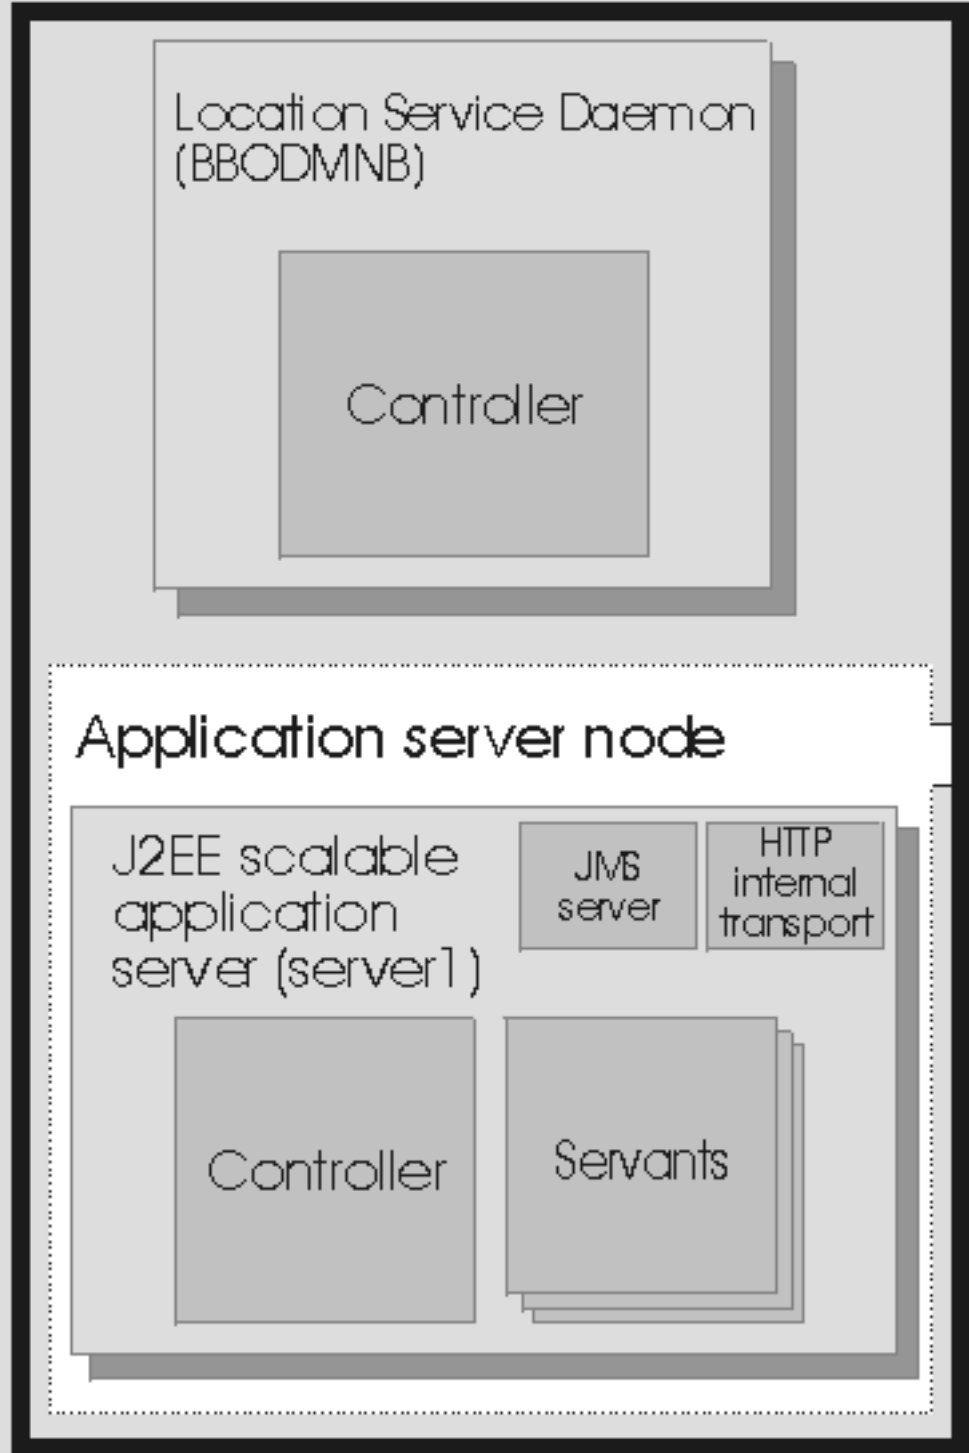 Location Service Daemon
(BBODMNB)
Controller
Application server node
J2EE scalable
application
server (server1)
JMS
server
HTTP
internal
transport
Controller
Servants